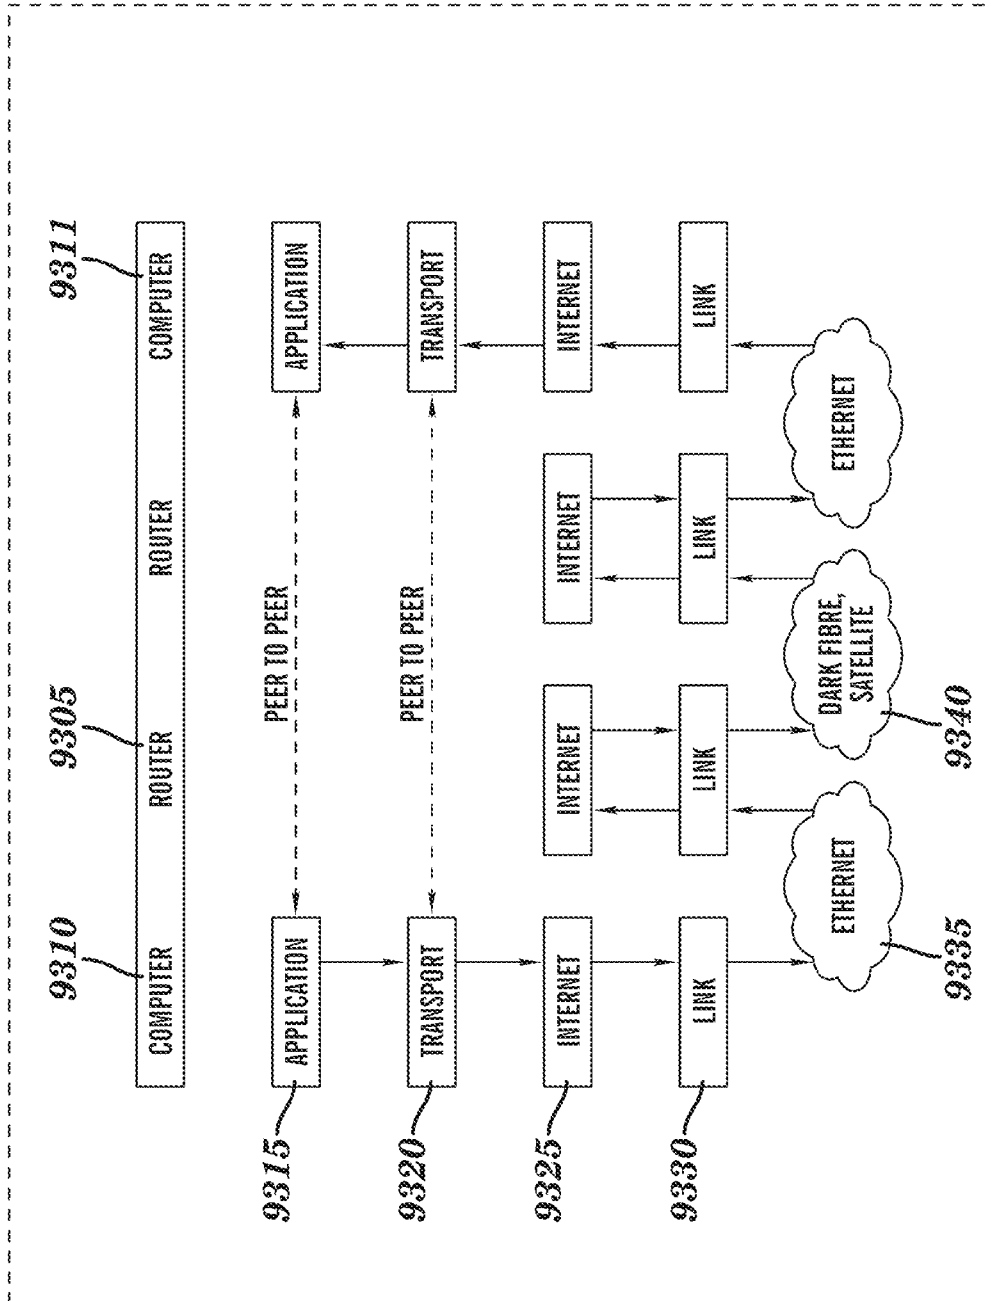 9310
9305
9311
COMPUTER
ROUTER
ROUTER
COMPUTER
9315
APPLICATION
PEER TO PEER
APPLICATION
9320
TRANSPORT
PEER TO PEER
TRANSPORT
9325
INTERNET
INTERNET
INTERNET
INTERNET
9330
LINK
LINK
LINK
LINK
ETHERNET
DARK FIBRE,
SATELLITE
ETHERNET
9335
9340